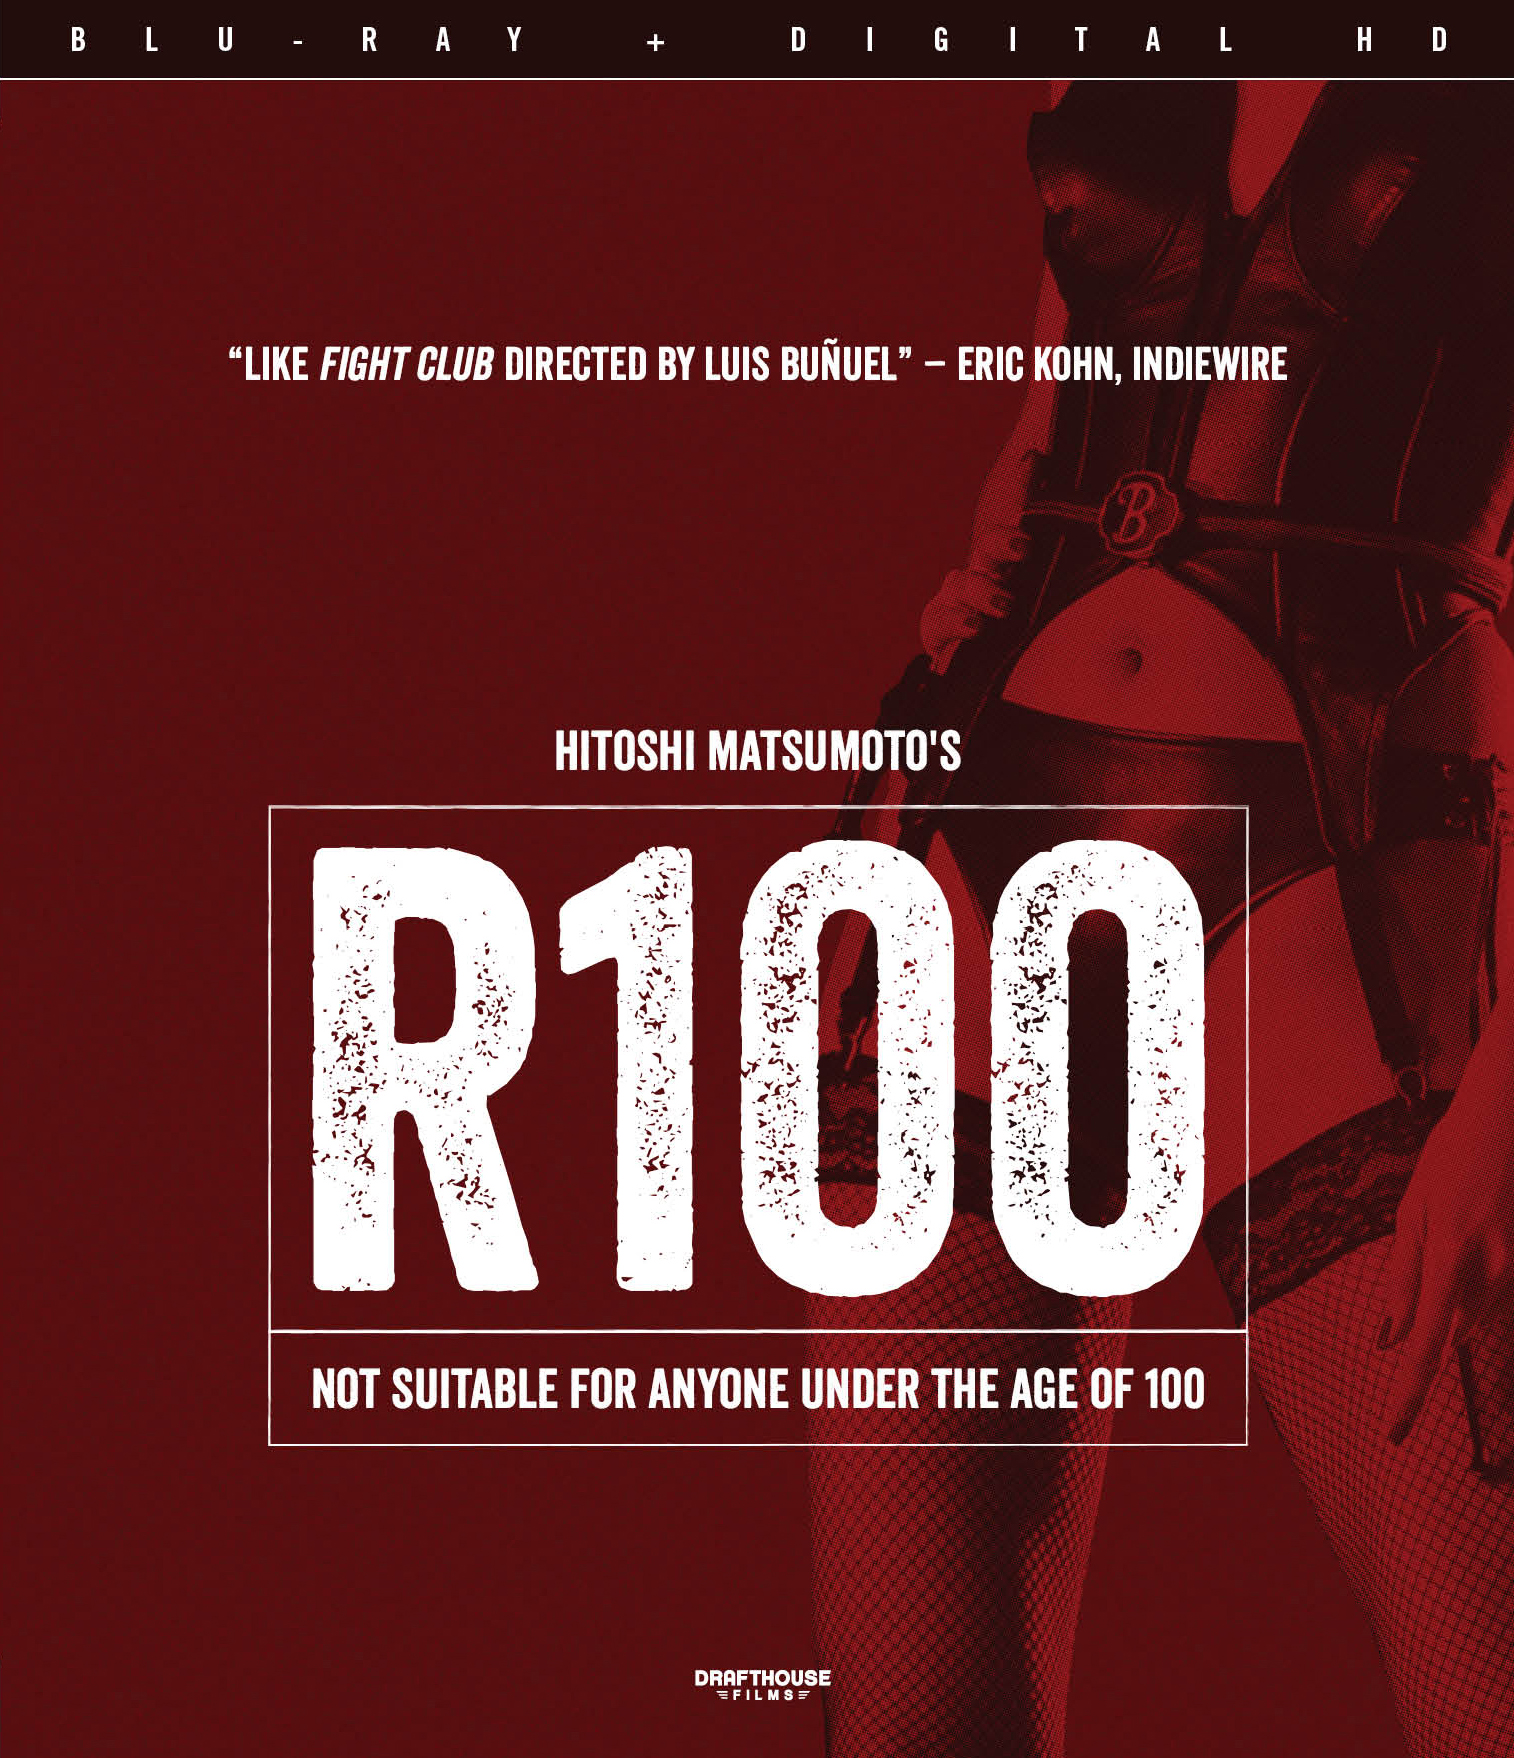 BLU-RAY + DIGITAL HD
“LIKE FIGHT CLUB DIRECTED BY LUIS BUÑUEL” – ERIC KOHN, INDIEWIRE
B
HITOSHI MATSUMOTO'S
R100
NOT SUITABLE FOR ANYONE UNDER THE AGE OF 100
DRAFTHOUSE
FILMS